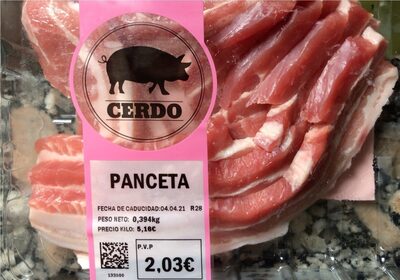 CERDO
PANCETA
FECHA DE CADUCIDAD:04.04.21 R28
PESO NETO: 0,394kg
PRECIO KILO: 5,16€
P.V.P
2,03€